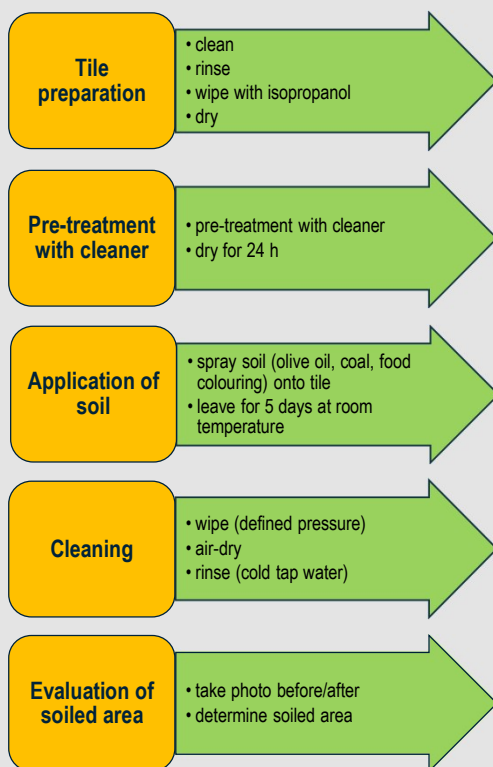 Tile
preparation
• clean
• rinse
• wipe with isopropanol
• dry
Pre-treatment
with cleaner
• pre-treatment with cleaner
• dry for 24 h
Application of
soil
• spray soil (olive oil, coal, food
colouring) onto tile
• leave for 5 days at room
temperature
Cleaning
• wipe (defined pressure)
• air-dry
• rinse (cold tap water)
Evaluation of
soiled area
• take photo before/after
• determine soiled area